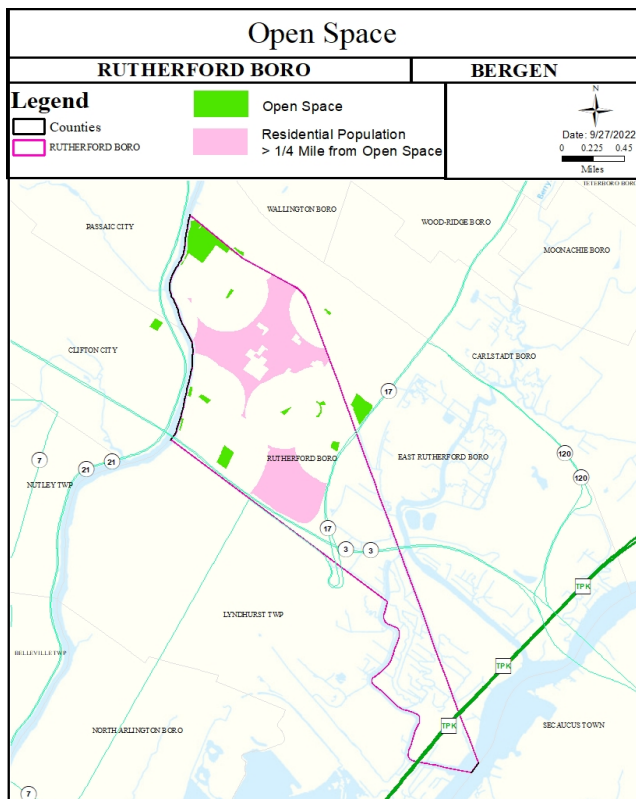 Open Space
RUTHERFORD BORO
BERGEN
Legend
Counties
RUTHERFORD BORO
Open Space
Residential Population
> 1/4 Mile from Open Space
N
Date: 9/27/2022
0 0.225 0.45
Miles
TETERBORO BORO
Berry
WALLINGTON BORO
PASSAIC CITY
WOOD-RIDGE BORO
MOONACHIE BORO
CLIFTON CITY
CARLSTADT BORO
17
7
21
21
RUTHERFORD BORO
EAST RUTHERFORD BORO
120
120
NUTLEY TWP
17
3
3
TPK
LYNDHURST TWP
BELLEVILLE TWP
TPK
TPK
NORTH ARLINGTON BORO
SECAUCUS TOWN
7